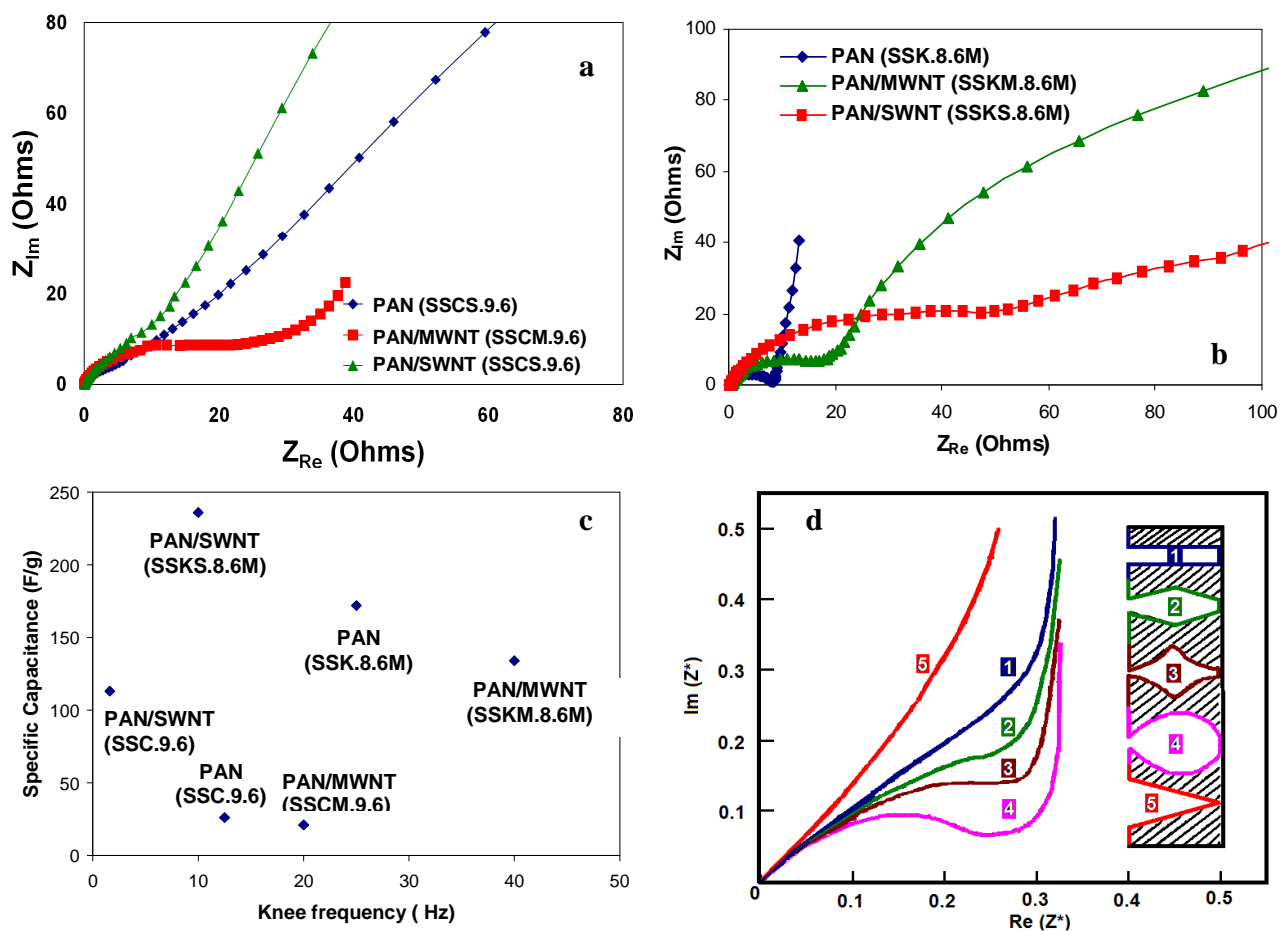 a
Z_Im (Ohms)
80
60
40
20
0
0
20
40
60
80
Z_Re (Ohms)
PAN (SSCS.9.6)
PAN/MWNT (SSCM.9.6)
PAN/SWNT (SSCS.9.6)
b
Z_Im (Ohms)
100
80
60
40
20
0
0
20
40
60
80
100
Z_Re (Ohms)
PAN (SSK.8.6M)
PAN/MWNT (SSKM.8.6M)
PAN/SWNT (SSKS.8.6M)
c
Specific Capacitance (F/g)
250
200
150
100
50
0
0
10
20
30
40
50
Knee frequency ( Hz)
PAN/SWNT
(SSKS.8.6M)
PAN
(SSK.8.6M)
PAN/MWNT
(SSKM.8.6M)
PAN/SWNT
(SSC.9.6)
PAN
(SSC.9.6)
PAN/MWNT
(SSCM.9.6)
d
Im (Z*)
0.5
0.4
0.3
0.2
0.1
0
0.1
0.2
0.3
0.4
0.5
Re (Z*)
5
1
2
3
4
1
2
3
4
5